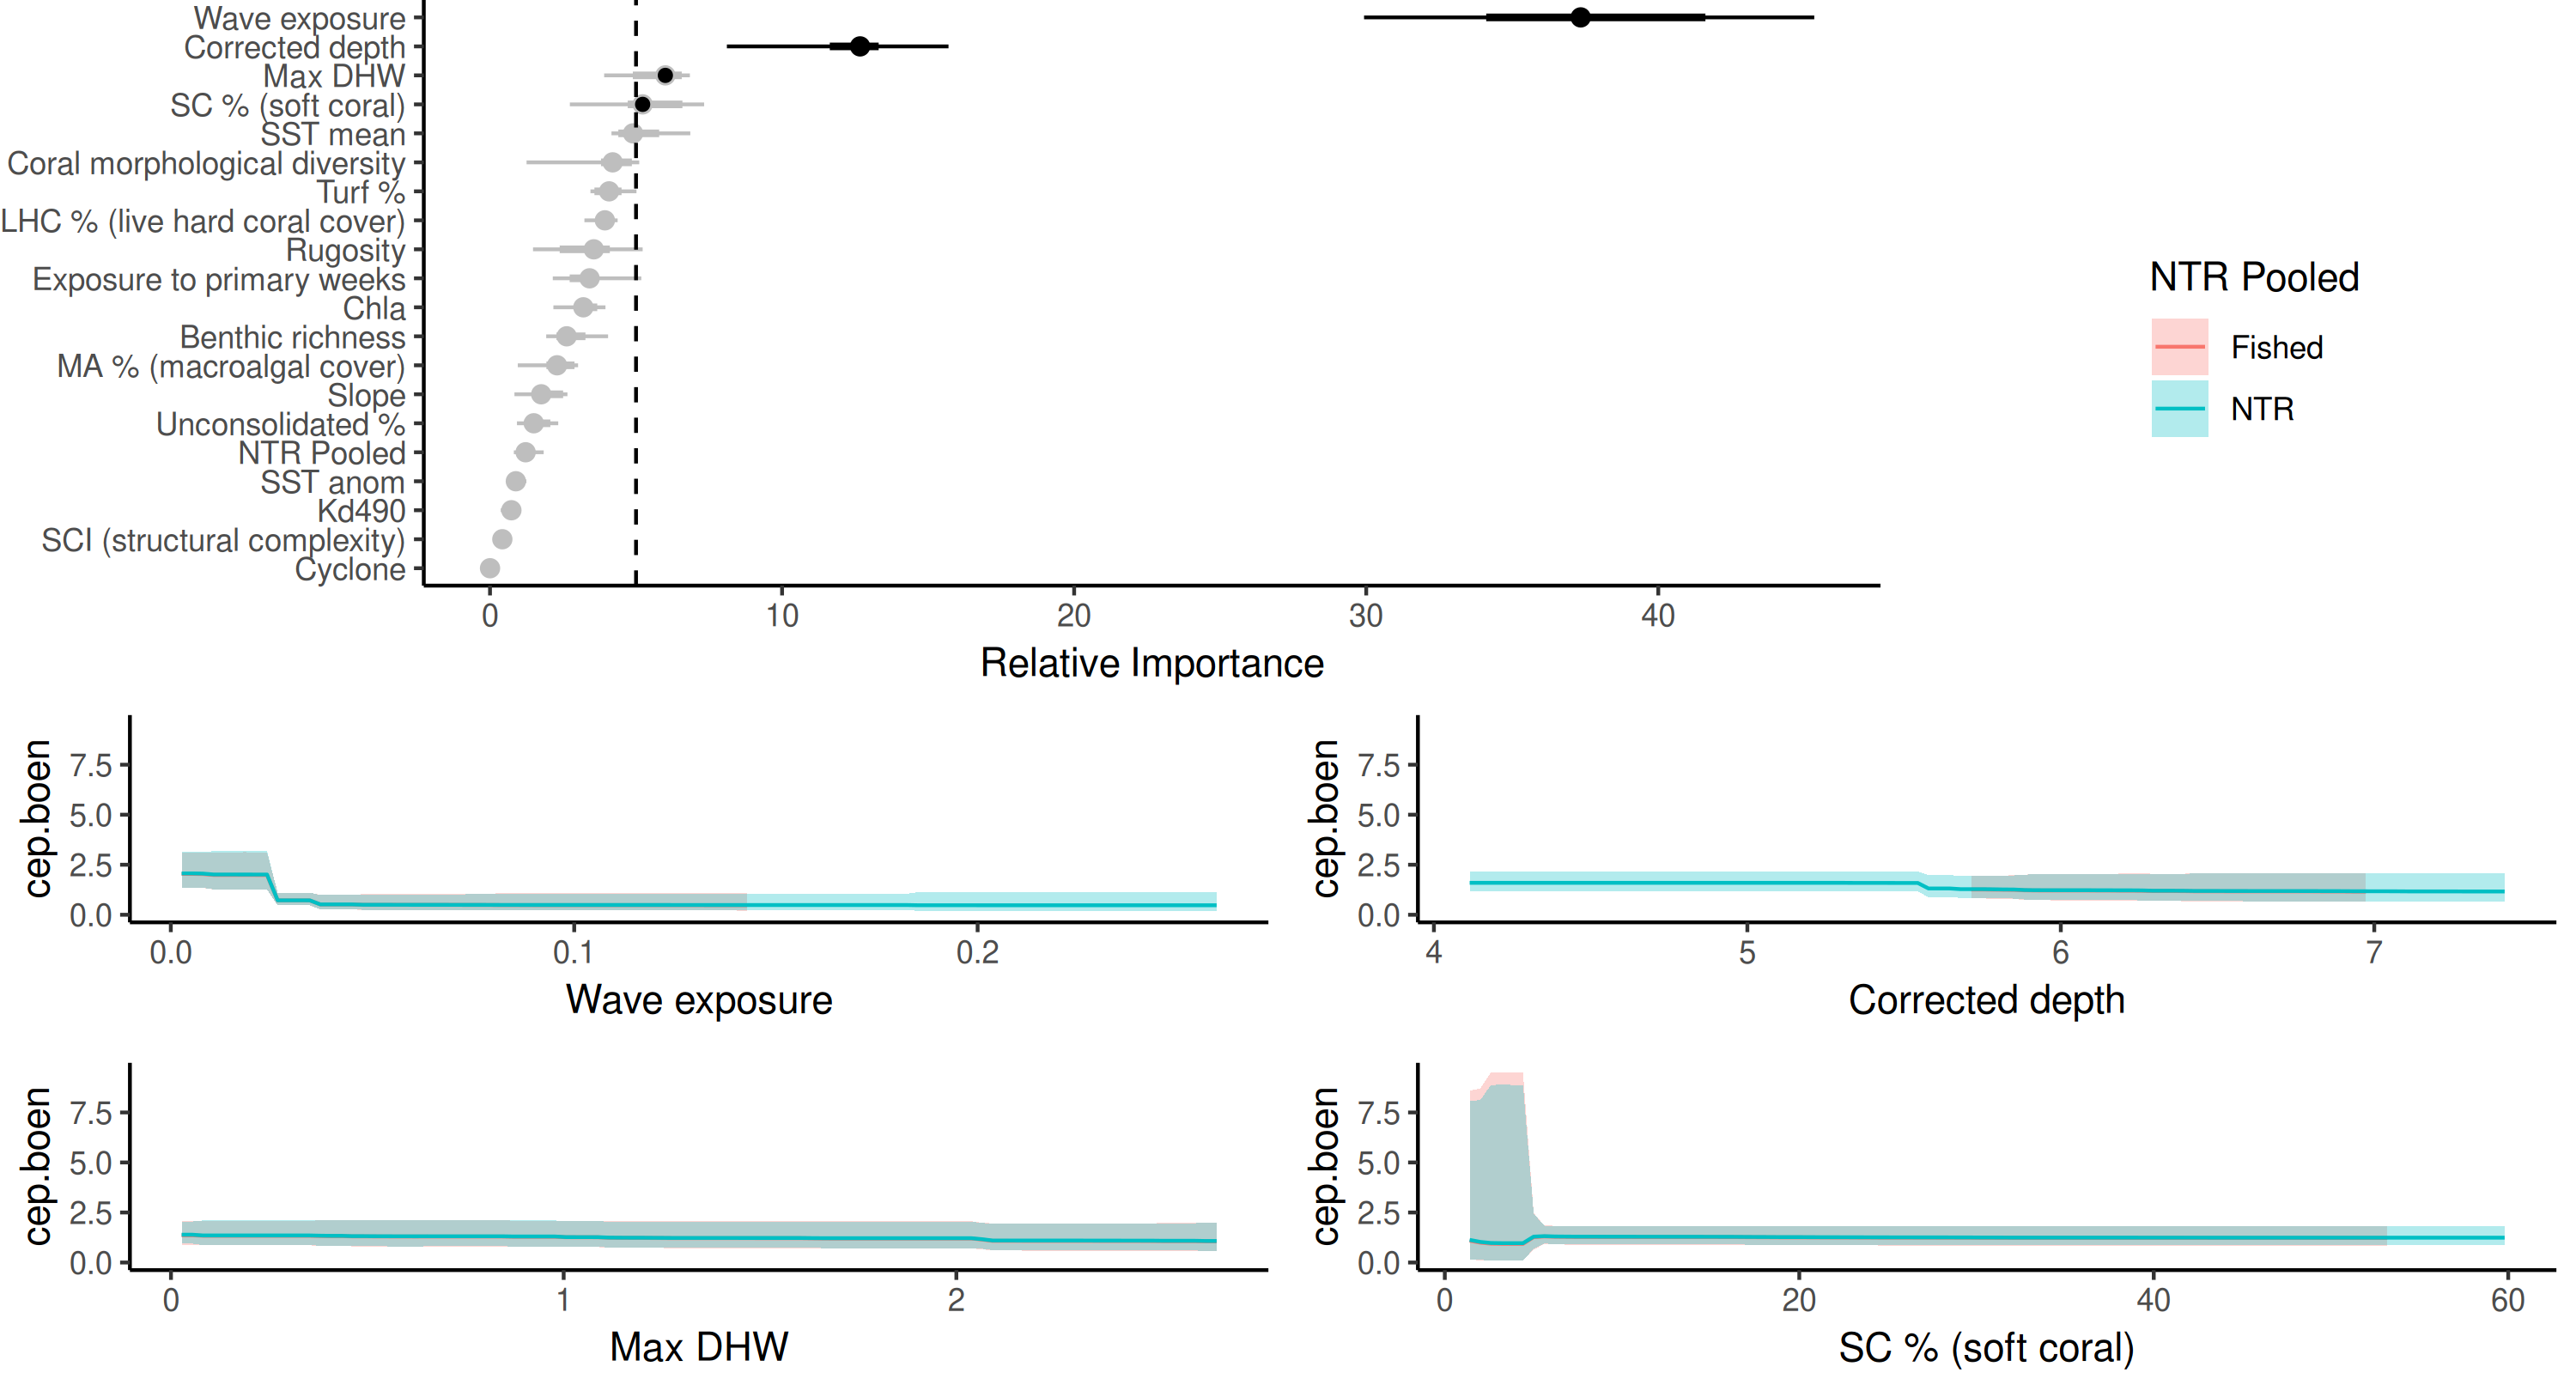 Wave exposure
Corrected depth
Max DHW
SC % (soft coral)
SST mean
Coral morphological diversity
Turf %
LHC % (live hard coral cover)
Rugosity
Exposure to primary weeks
Chla
Benthic richness
MA % (macroalgal cover)
Slope
Unconsolidated %
NTR Pooled
SST anom
Kd490
SCI (structural complexity)
Cyclone
0 10 20 30 40
Relative Importance
NTR Pooled
Fished
NTR
cep.boen
7.5
5.0
2.5
0.0
0.0 0.1 0.2
Wave exposure
cep.boen
7.5
5.0
2.5
0.0
4 5 6 7
Corrected depth
cep.boen
7.5
5.0
2.5
0.0
0 1 2
Max DHW
cep.boen
7.5
5.0
2.5
0.0
0 20 40 60
SC % (soft coral)